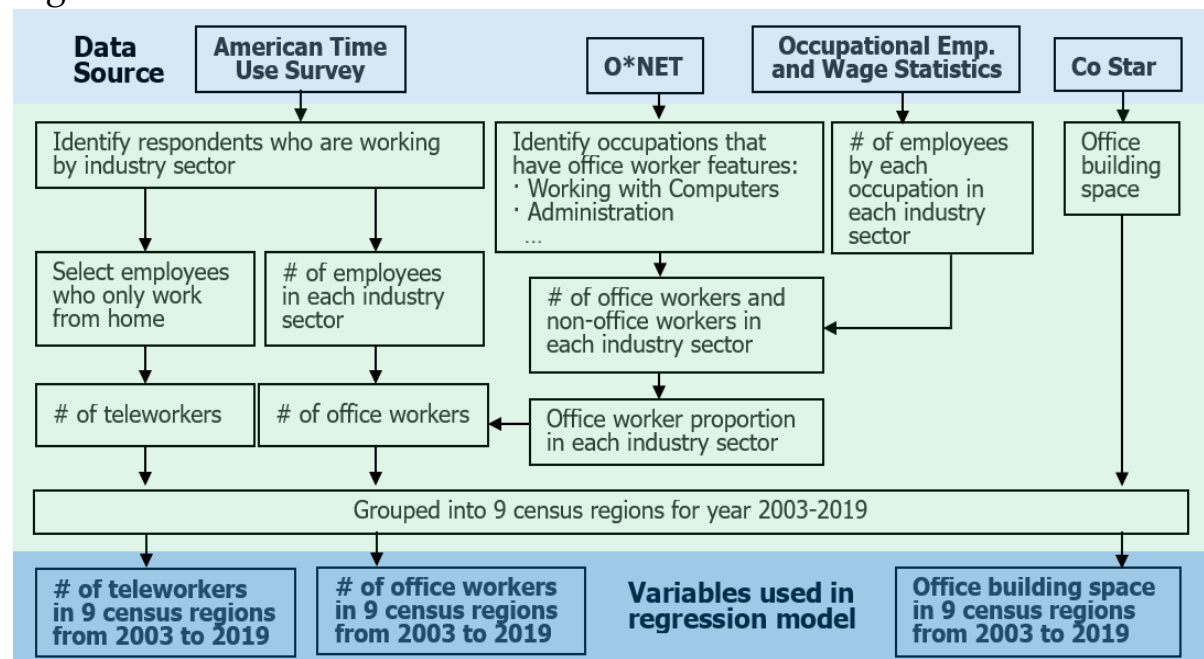 Data
Source
American Time
Use Survey
O*NET
Occupational Emp.
and Wage Statistics
Co Star
Identify respondents who are working
by industry sector
Identify occupations that
have office worker features:
· Working with Computers
· Administration
...
# of employees
by each
occupation in
each industry
sector
Office
building
space
Select employees
who only work
from home
# of employees
in each industry
sector
# of office workers and
non-office workers in
each industry sector
# of teleworkers
# of office workers
Office worker proportion
in each industry sector
Grouped into 9 census regions for year 2003-2019
# of teleworkers
in 9 census regions
from 2003 to 2019
# of office workers
in 9 census regions
from 2003 to 2019
Variables used in
regression model
Office building space
in 9 census regions
from 2003 to 2019